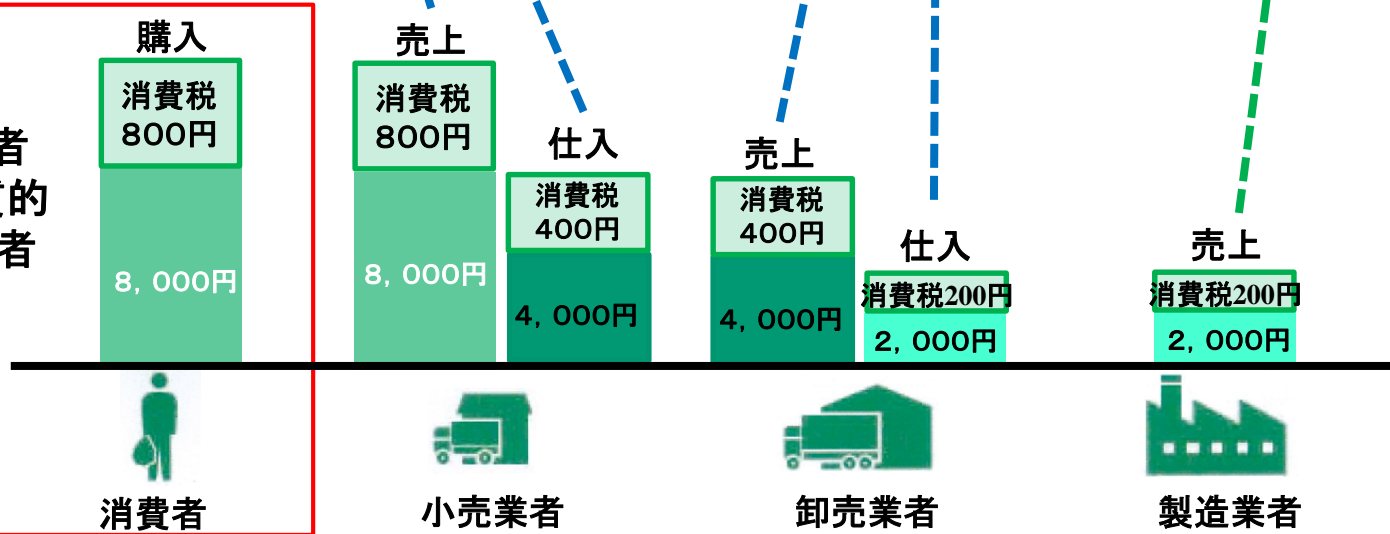 購入
消費税
800円
8,000円
消費者
者
的
者
売上
消費税
800円
8,000円
仕入
消費税
400円
4,000円
小売業者
売上
消費税
400円
4,000円
仕入
消費税200円
2,000円
卸売業者
売上
消費税200円
2,000円
製造業者